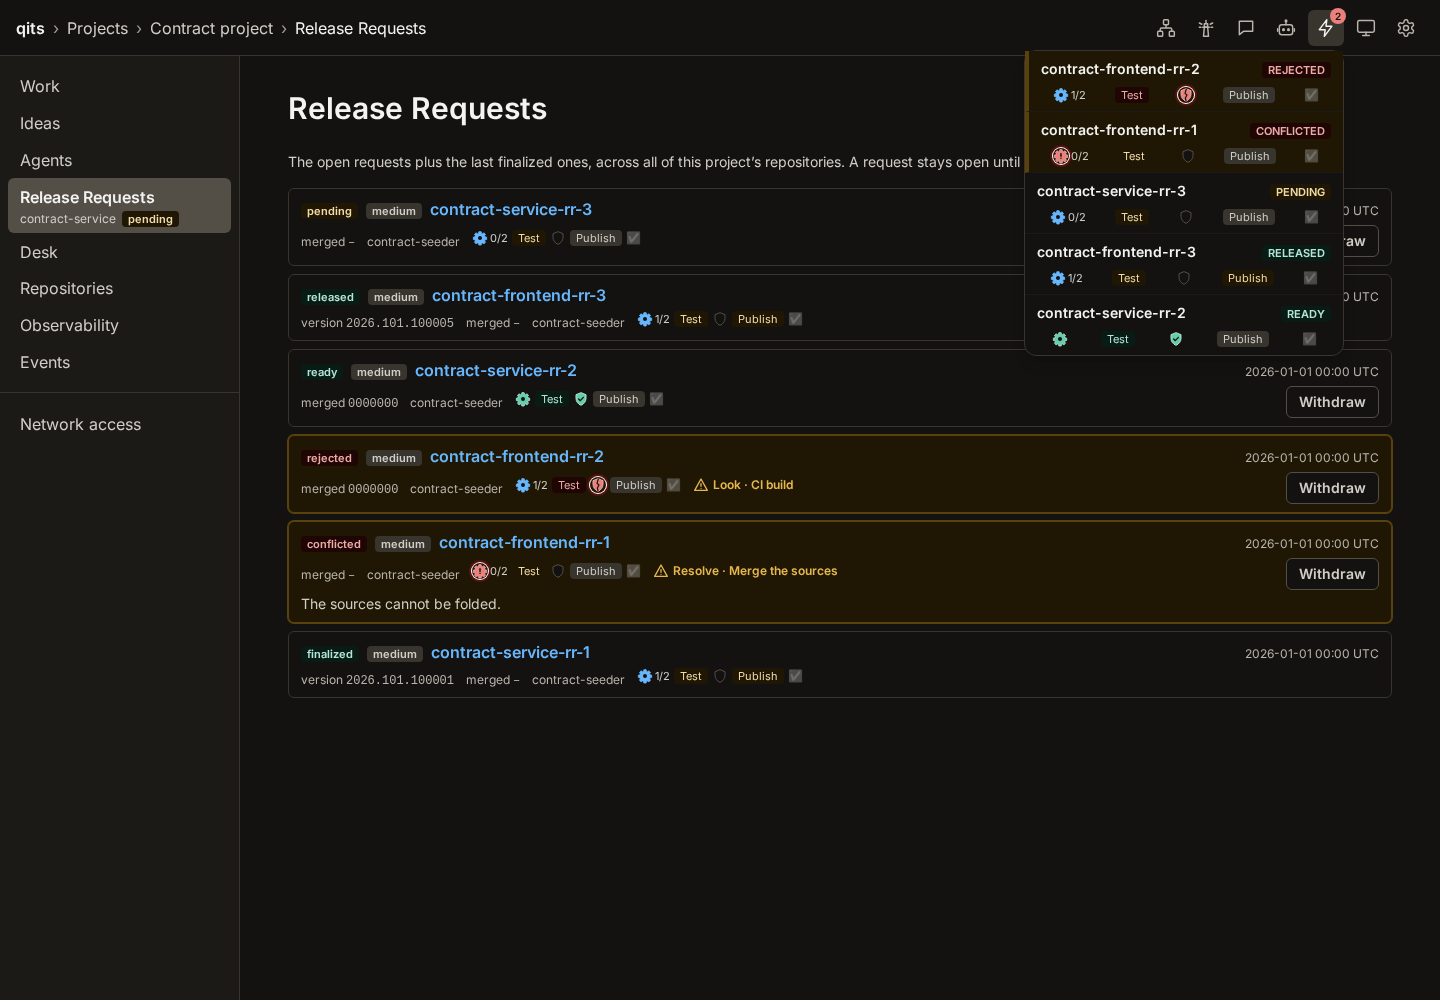 qits › Projects › Contract project › Release Requests
2
Work
Ideas
Agents
Release Requests
contract-service pending
Desk
Repositories
Observability
Events
Network access
Release Requests
The open requests plus the last finalized ones, across all of this project's repositories. A request stays open until
pending medium contract-service-rr-3
0 UTC
merged – contract-seeder 0/2 Test Publish
raw
released medium contract-frontend-rr-3
0 UTC
version 2026.101.100005 merged – contract-seeder 1/2 Test Publish
ready medium contract-service-rr-2
2026-01-01 00:00 UTC
merged 0000000 contract-seeder Test Publish
Withdraw
rejected medium contract-frontend-rr-2
2026-01-01 00:00 UTC
merged 0000000 contract-seeder 1/2 Test Publish Look · CI build
Withdraw
conflicted medium contract-frontend-rr-1
2026-01-01 00:00 UTC
merged – contract-seeder 0/2 Test Publish Resolve · Merge the sources
Withdraw
The sources cannot be folded.
finalized medium contract-service-rr-1
2026-01-01 00:00 UTC
version 2026.101.100001 merged – contract-seeder 1/2 Test Publish
contract-frontend-rr-2 REJECTED
1/2 Test Publish
contract-frontend-rr-1 CONFLICTED
0/2 Test Publish
contract-service-rr-3 PENDING
0/2 Test Publish
contract-frontend-rr-3 RELEASED
1/2 Test Publish
contract-service-rr-2 READY
Test Publish